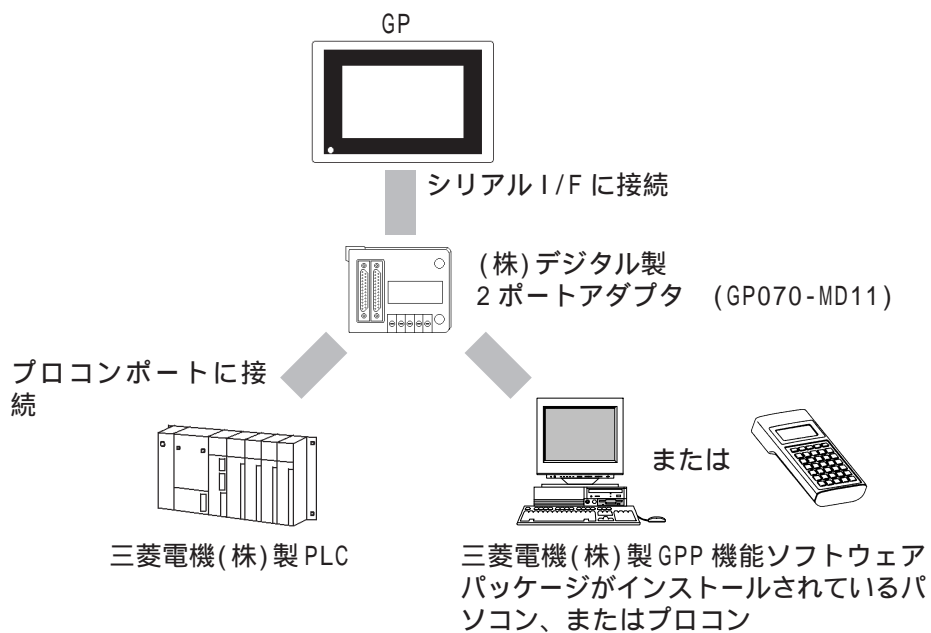 GP
シリアルI/Fに接続
(株)デジタル製
2ポートアダプタ (GP070-MD11)
プロコンポートに接
続
または
三菱電機(株)製PLC
三菱電機(株)製GPP機能ソフトウェア
パッケージがインストールされているパ
ソコン、またはプロコン